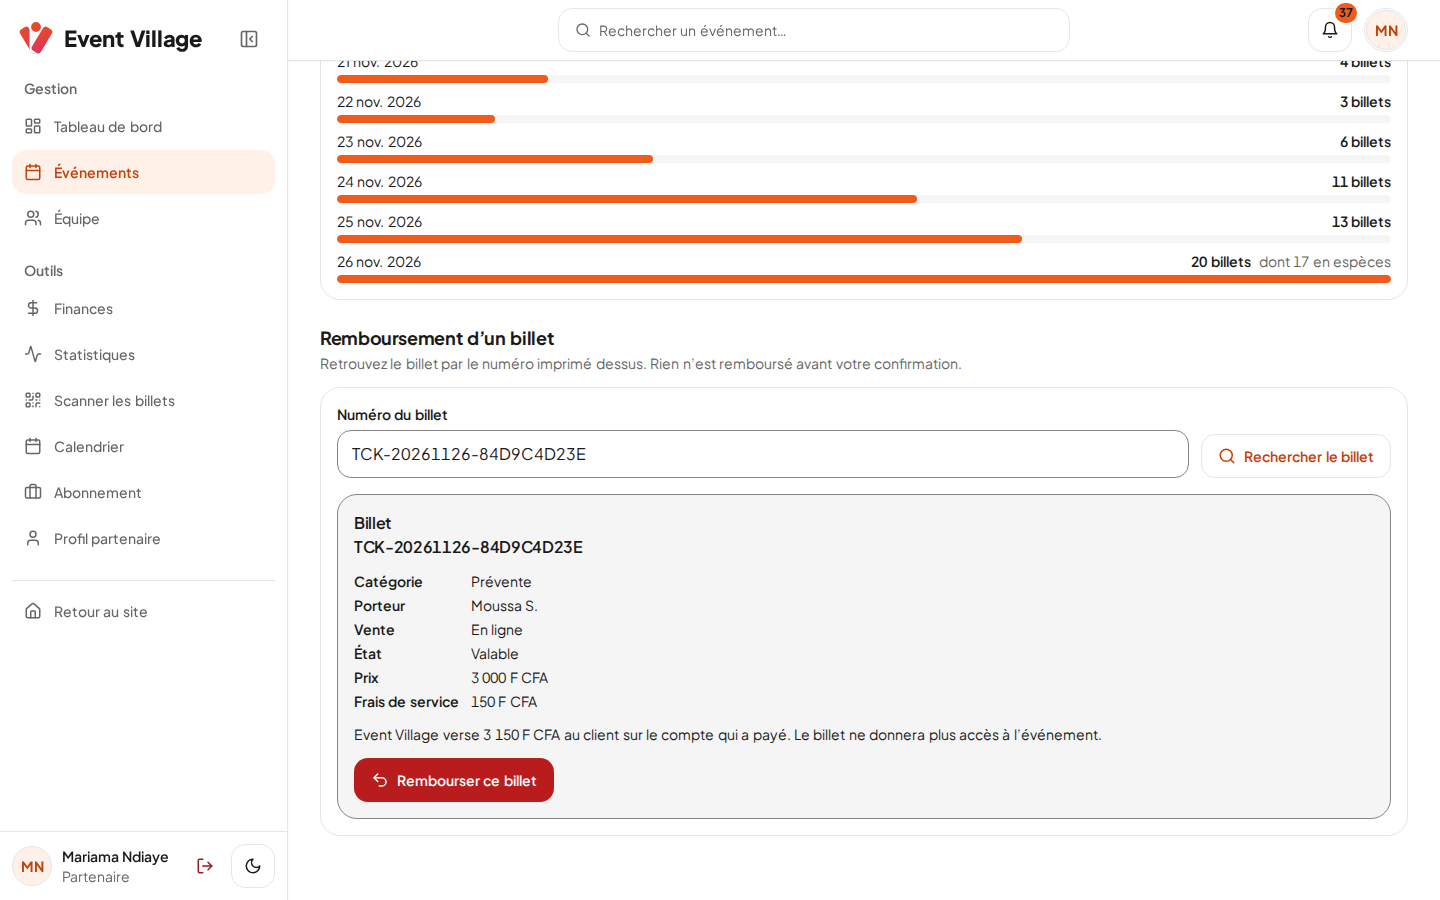 Event Village
Gestion
Tableau de bord
Événements
Équipe
Outils
Finances
Statistiques
Scanner les billets
Calendrier
Abonnement
Profil partenaire
Retour au site
MN
Mariama Ndiaye
Partenaire
Rechercher un événement...
37
MN
21 nov. 2026 4 billets
22 nov. 2026 3 billets
23 nov. 2026 6 billets
24 nov. 2026 11 billets
25 nov. 2026 13 billets
26 nov. 2026 20 billets dont 17 en espèces
Remboursement d’un billet
Retrouvez le billet par le numéro imprimé dessus. Rien n’est remboursé avant votre confirmation.
Numéro du billet
TCK-20261126-84D9C4D23E
Rechercher le billet
Billet
TCK-20261126-84D9C4D23E
Catégorie Prévente
Porteur Moussa S.
Vente En ligne
État Valable
Prix 3 000 F CFA
Frais de service 150 F CFA
Event Village verse 3 150 F CFA au client sur le compte qui a payé. Le billet ne donnera plus accès à l’événement.
Rembourser ce billet